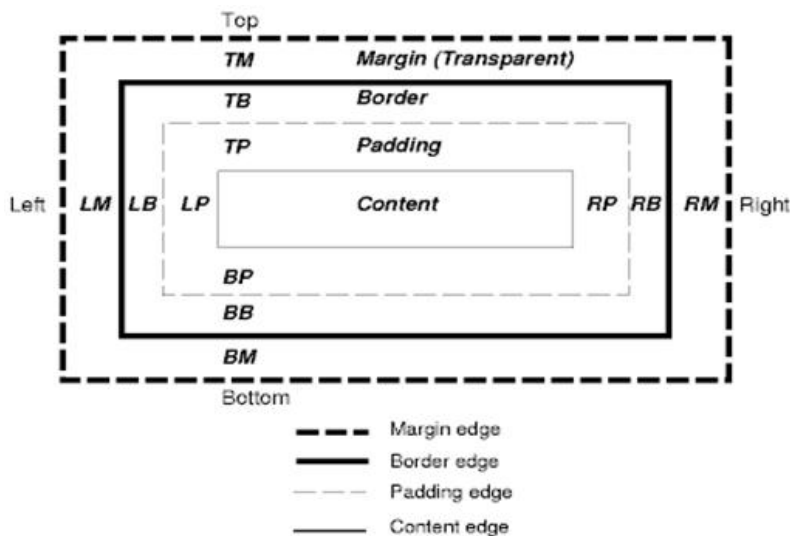 Top
TM Margin (Transparent)
TB Border
TP Padding
Left LM LB LP Content RP RB RM Right
BP
BB
BM
Bottom
Margin edge
Border edge
Padding edge
Content edge